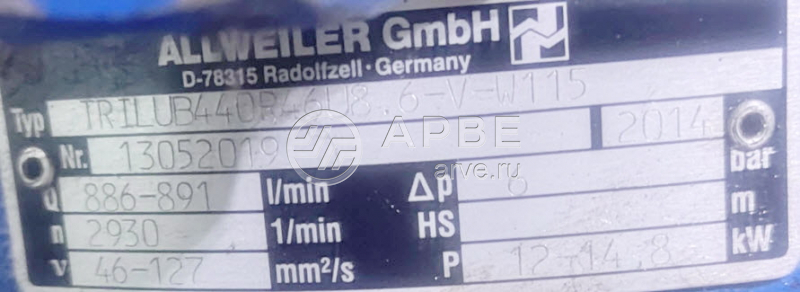 ALLWEILER GmbH
D-78315 Radolfzell · Germany
Typ TRILUB440R46U8.6-V-W115
Nr. 13052019 2014
АРВЕ
arve.ru
Q 886-891 l/min Δp 6 bar
n 2930 1/min HS m
ν 46-127 mm²/s P 12-14,8 kW